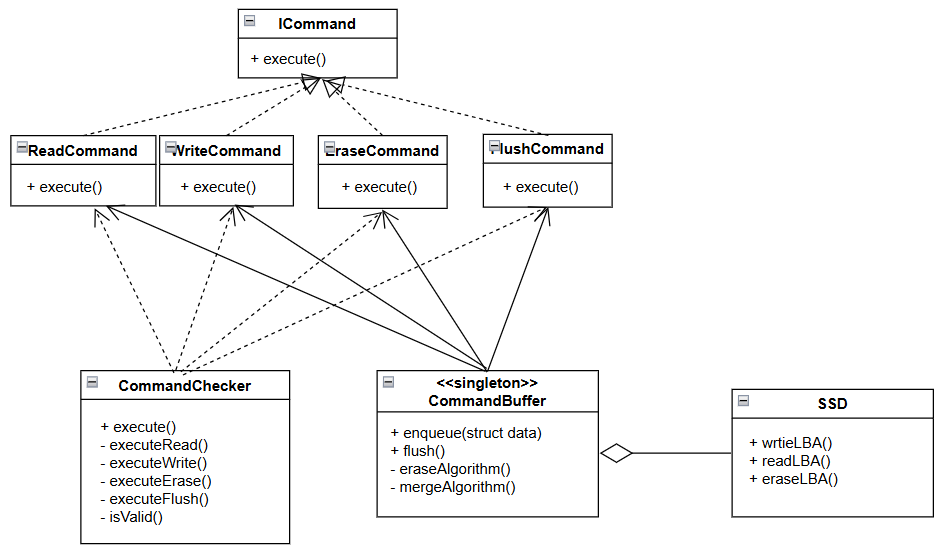 ICommand
+ execute()
ReadCommand
+ execute()
WriteCommand
+ execute()
EraseCommand
+ execute()
FlushCommand
+ execute()
CommandChecker
+ execute()
- executeRead()
- executeWrite()
- executeErase()
- executeFlush()
- isValid()
<<singleton>>
CommandBuffer
+ enqueue(struct data)
+ flush()
- eraseAlgorithm()
- mergeAlgorithm()
SSD
+ wrtieLBA()
+ readLBA()
+ eraseLBA()